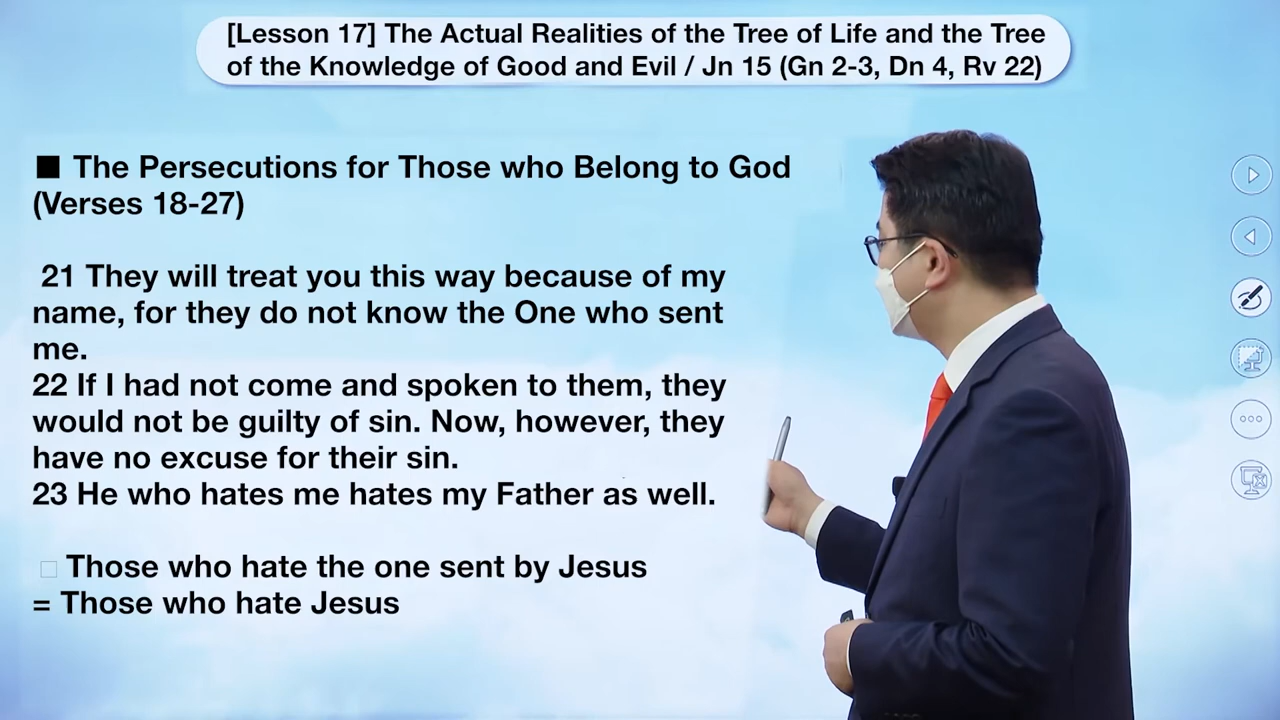 [Lesson 17] The Actual Realities of the Tree of Life and the Tree
of the Knowledge of Good and Evil / Jn 15 (Gn 2-3, Dn 4, Rv 22)
■ The Persecutions for Those who Belong to God
(Verses 18-27)
21 They will treat you this way because of my
name, for they do not know the One who sent
me.
22 If I had not come and spoken to them, they
would not be guilty of sin. Now, however, they
have no excuse for their sin.
23 He who hates me hates my Father as well.
□ Those who hate the one sent by Jesus
= Those who hate Jesus